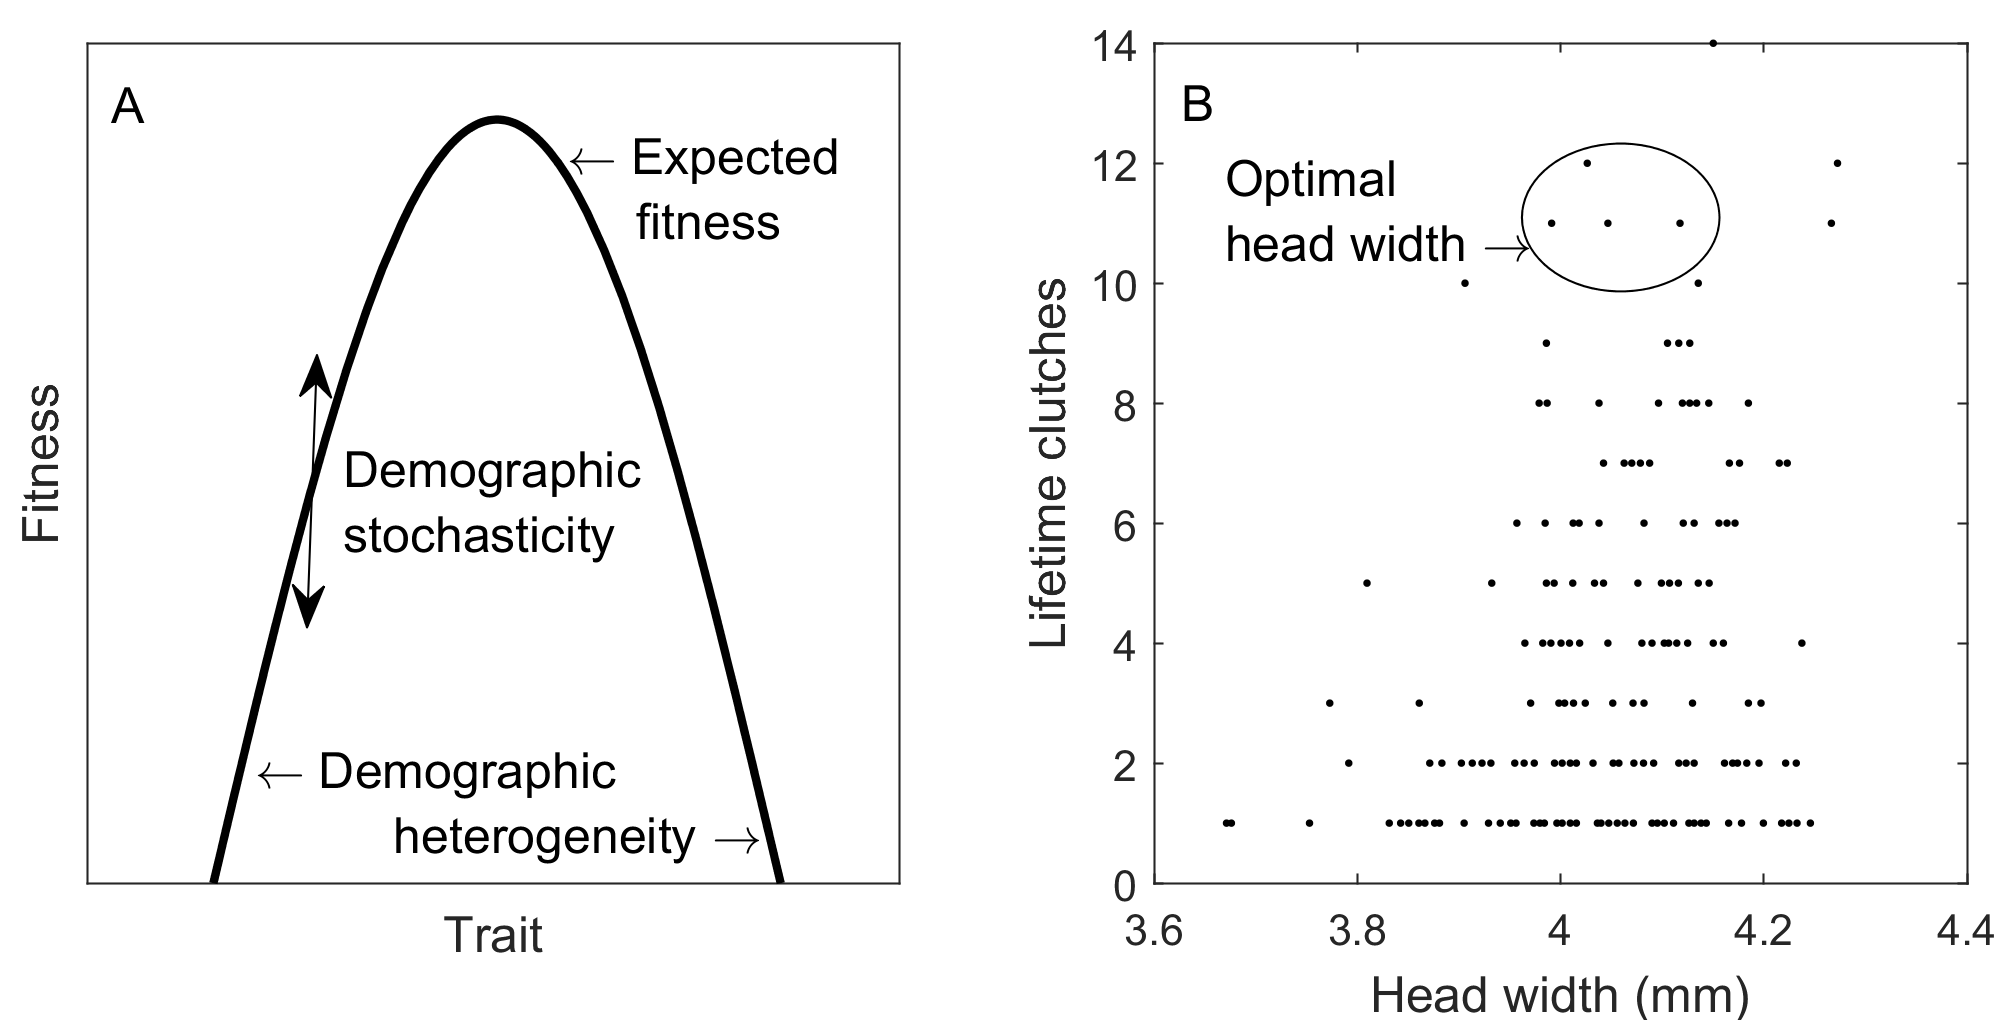 A
← Expected
fitness
Demographic
stochasticity
← Demographic
heterogeneity →
Fitness
Trait
B
Optimal
head width →
Lifetime clutches
14
12
10
8
6
4
2
0
3.6 3.8 4 4.2 4.4
Head width (mm)